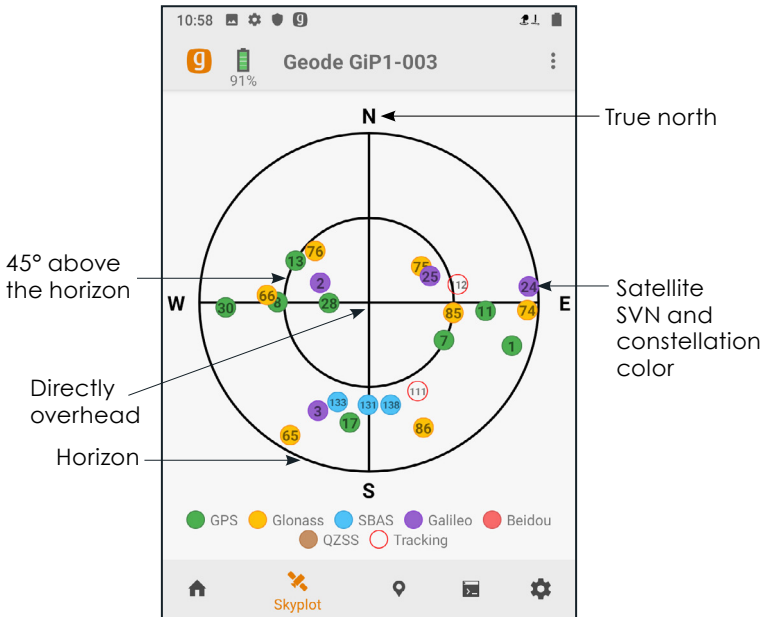 10:58
g
g
Geode GiP1-003
91%
N
True north
76
13
75
25
2
112
45° above
the horizon
24
66
8
28
30
W
E
11
74
85
Satellite
SVN and
constellation
color
7
1
Directly
overhead
133
131
138
111
3
17
65
86
Horizon
S
GPS Glonass SBAS Galileo Beidou
QZSS Tracking
Skyplot